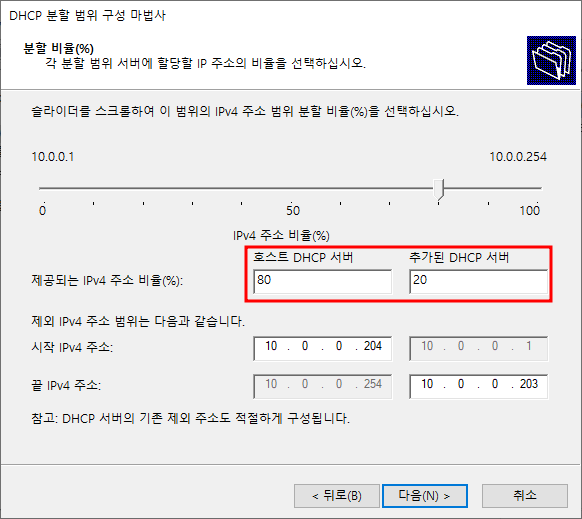 DHCP 분할 범위 구성 마법사
분할 비율(%)
각 분할 범위 서버에 할당할 IP 주소의 비율을 선택하십시오.
슬라이더를 스크롤하여 이 범위의 IPv4 주소 범위 분할 비율(%)을 선택하십시오.
10.0.0.1 10.0.0.254
0 50 100
IPv4 주소 비율(%)
호스트 DHCP 서버 추가된 DHCP 서버
제공되는 IPv4 주소 비율(%): 80 20
제외 IPv4 주소 범위는 다음과 같습니다.
시작 IPv4 주소: 10 . 0 . 0 . 204 10 . 0 . 0 . 1
끝 IPv4 주소: 10 . 0 . 0 . 254 10 . 0 . 0 . 203
참고: DHCP 서버의 기존 제외 주소도 적절하게 구성됩니다.
< 뒤로(B) 다음(N) > 취소